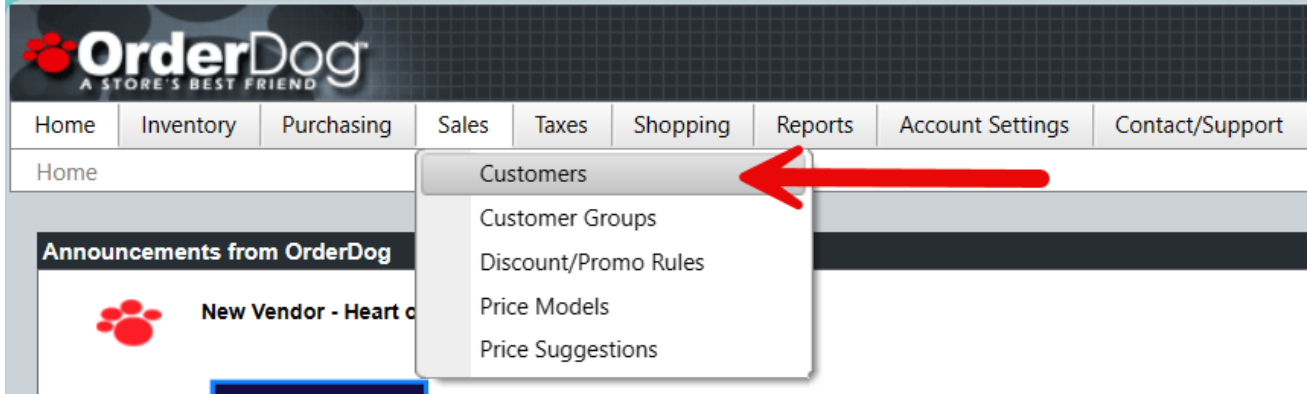 OrderDog
A STORE'S BEST FRIEND
Home Inventory Purchasing Sales Taxes Shopping Reports Account Settings Contact/Support
Home
Customers
Customer Groups
Discount/Promo Rules
Price Models
Price Suggestions
Announcements from OrderDog
New Vendor - Heart